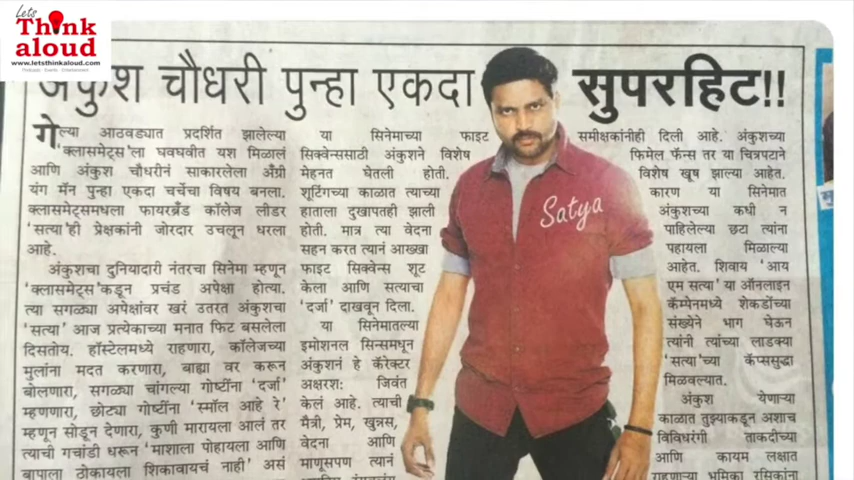 Lets
Think
aloud
www.letsthinkaloud.com
अंकुश चौधरी पुन्हा एकदा सुपरहिट!!
गेल्या आठवड्यात प्रदर्शित झालेल्या
'क्लासमेट्स'ला घवघवीत यश मिळालं
आणि अंकुश चौधरीनं साकारलेला अँग्री
यंग मॅन पुन्हा एकदा चर्चेचा विषय बनला.
क्लासमेट्समधला फायरब्रँड कॉलेज लीडर
'सत्या'ही प्रेक्षकांनी जोरदार उचलून धरला
आहे.
अंकुशचा दुनियादारी नंतरचा सिनेमा म्हणून
'क्लासमेट्स'कडून प्रचंड अपेक्षा होत्या.
त्या सगळ्या अपेक्षांवर खरं उतरत अंकुशचा
'सत्या' आज प्रत्येकाच्या मनात फिट बसलेला
दिसतोय. हॉस्टेलमध्ये राहणारा, कॉलेजच्या
मुलांना मदत करणारा, बाह्या वर करून
बोलणारा, सगळ्या चांगल्या गोष्टींना 'दर्जा'
म्हणणारा, छोट्या गोष्टींना 'स्मॉल आहे रे'
म्हणून सोडून देणारा, कुणी मारायला आलं तर
त्याची गचांडी धरून 'माशाला पोहायला आणि
बापाला ठोकायला शिकवायचं नाही' असं
या सिनेमाच्या फाइट
सिक्वेन्ससाठी अंकुशने विशेष
मेहनत घेतली होती.
शूटिंगच्या काळात त्याच्या
हाताला दुखापतही झाली
होती. मात्र त्या वेदना
सहन करत त्यानं आख्खा
फाइट सिक्वेन्स शूट
केला आणि सत्याचा
'दर्जा' दाखवून दिला.
या सिनेमातल्या
इमोशनल सिन्समधून
अंकुशनं हे कॅरेक्टर
अक्षरश: जिवंत
केलं आहे. त्याची
मैत्री, प्रेम, खुन्नस,
वेदना आणि
माणूसपण त्यानं
Satya
समीक्षकांनीही दिली आहे. अंकुशच्या
फिमेल फॅन्स तर या चित्रपटाने
विशेष खूष झाल्या आहेत.
कारण या सिनेमात
अंकुशच्या कधी न
पाहिलेल्या छटा त्यांना
पहायला मिळाल्या
आहेत. शिवाय 'आय
एम सत्या' या ऑनलाइन
कॅम्पेनमध्ये शेकडोंच्या
संख्येने भाग घेऊन
त्यांनी त्यांच्या लाडक्या
'सत्या'च्या कॅप्ससुद्धा
मिळवल्यात.
अंकुश येणाऱ्या
काळात तुझ्याकडून अशाच
विविधरंगी ताकदीच्या
आणि कायम लक्षात
राहणाऱ्या भूमिका रसिकांना